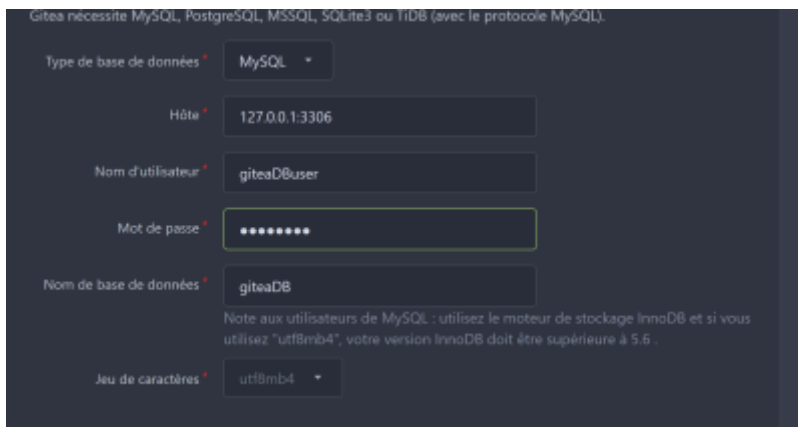 Gitea nécessite MySQL, PostgreSQL, MSSQL, SQLite3 ou TiDB (avec le protocole MySQL).
Type de base de données * MySQL
Hôte * 127.0.0.1:3306
Nom d'utilisateur * giteaDBuser
Mot de passe * ••••••••
Nom de base de données * giteaDB
Note aux utilisateurs de MySQL : utilisez le moteur de stockage InnoDB et si vous
utilisez "utf8mb4", votre version InnoDB doit être supérieure à 5.6 .
Jeu de caractères * utf8mb4